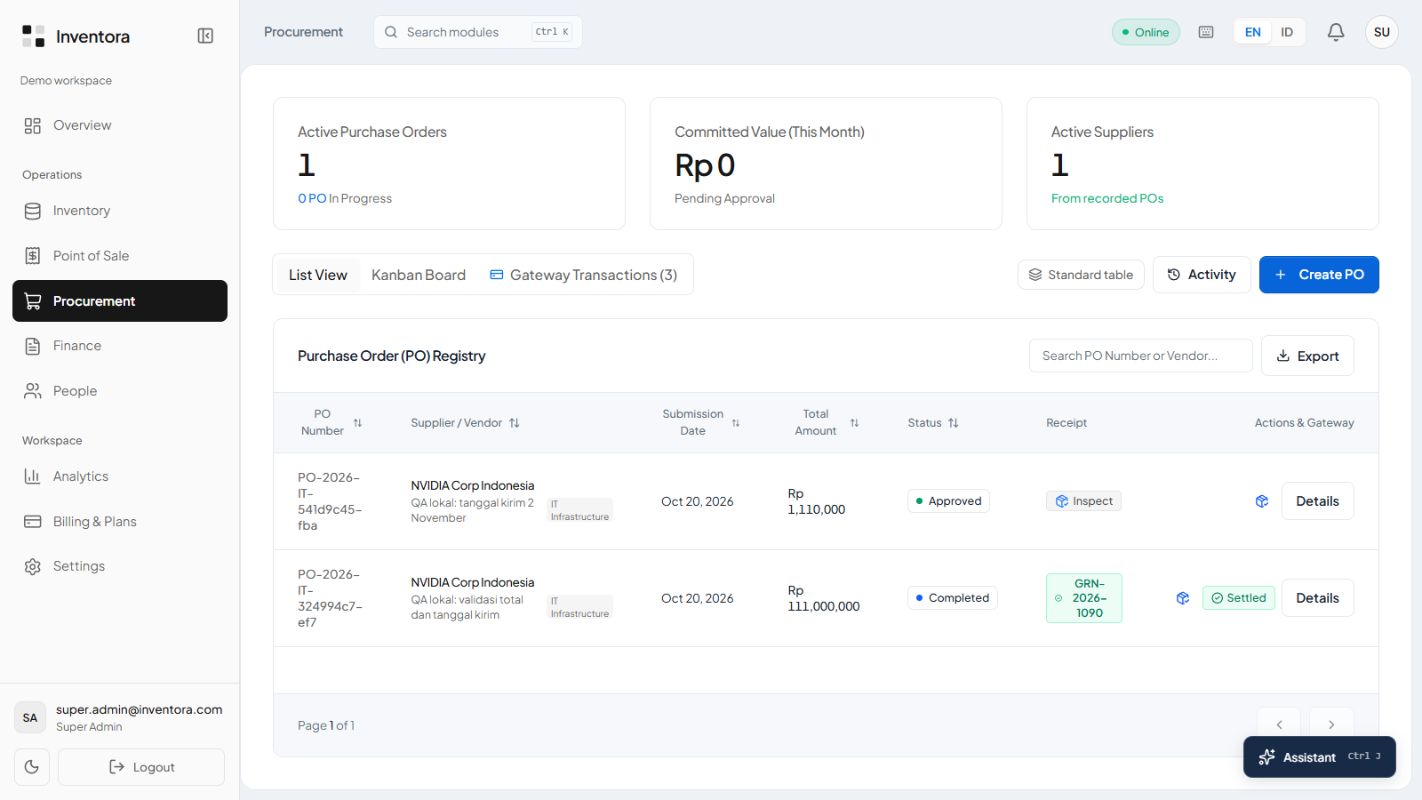 Inventora
Demo workspace
Overview
Operations
Inventory
Point of Sale
Procurement
Finance
People
Workspace
Analytics
Billing & Plans
Settings
SA
super.admin@inventora.com
Super Admin
Logout
Procurement
Search modules
Ctrl K
Online
EN
ID
SU
Active Purchase Orders
1
0 PO In Progress
Committed Value (This Month)
Rp 0
Pending Approval
Active Suppliers
1
From recorded POs
List View
Kanban Board
Gateway Transactions (3)
Standard table
Activity
Create PO
Purchase Order (PO) Registry
Search PO Number or Vendor...
Export
PO
Number
Supplier / Vendor
Submission
Date
Total
Amount
Status
Receipt
Actions & Gateway
PO-2026-
IT-
541d9c45-
fba
NVIDIA Corp Indonesia
QA lokal: tanggal kirim 2
November
IT
Infrastructure
Oct 20, 2026
Rp
1,110,000
Approved
Inspect
Details
PO-2026-
IT-
324994c7-
ef7
NVIDIA Corp Indonesia
QA lokal: validasi total
dan tanggal kirim
IT
Infrastructure
Oct 20, 2026
Rp
111,000,000
Completed
GRN-
2026-
1090
Settled
Details
Page 1 of 1
Assistant
Ctrl J